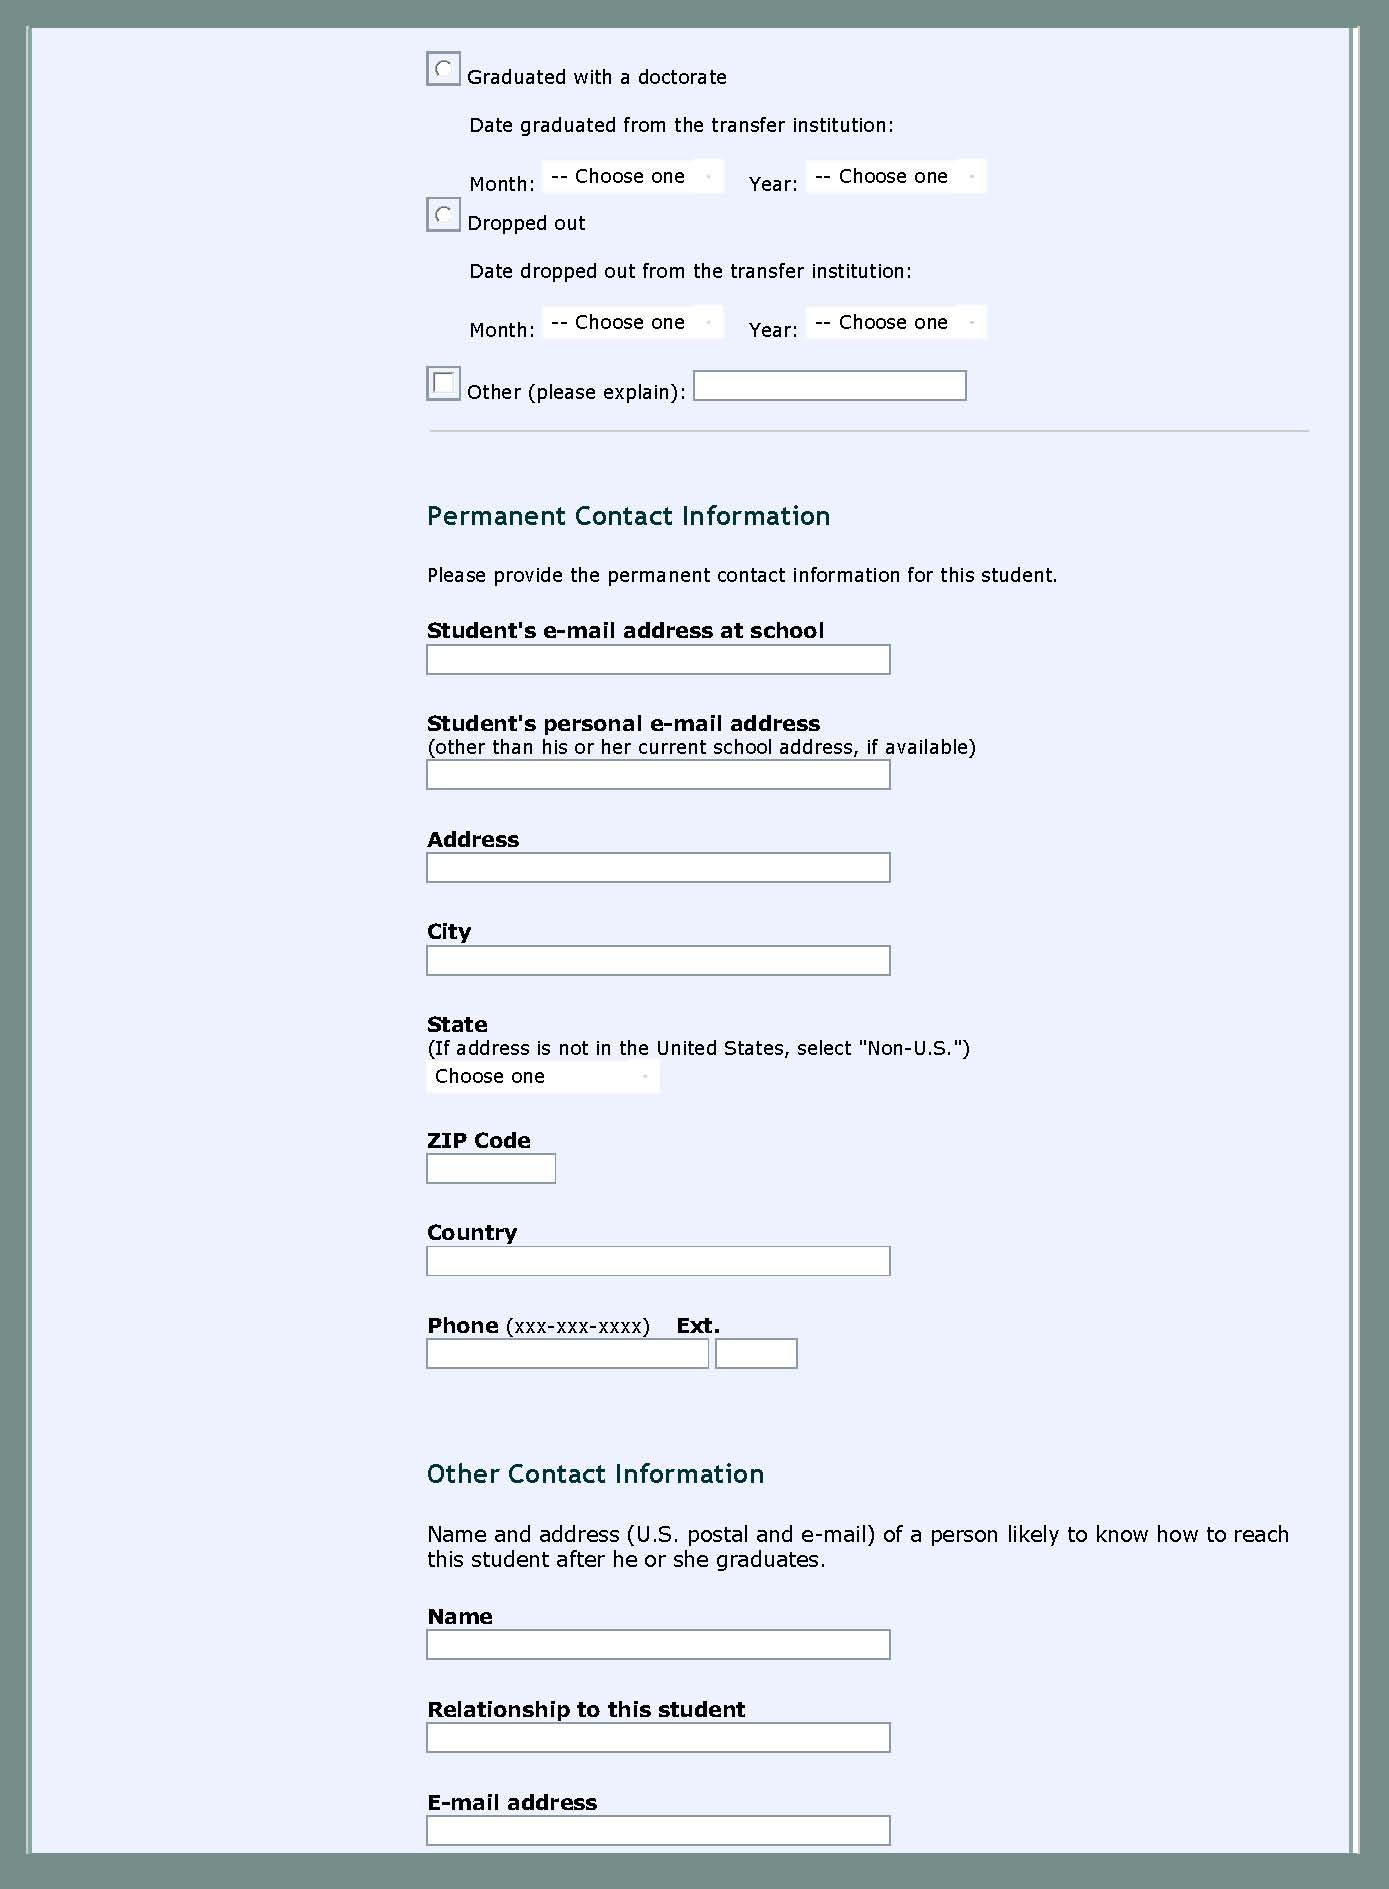 Graduated with a doctorate
Date graduated from the transfer institution:
Month: -- Choose one Year: -- Choose one
Dropped out
Date dropped out from the transfer institution:
Month: -- Choose one Year: -- Choose one
Other (please explain):
Permanent Contact Information
Please provide the permanent contact information for this student.
Student's e-mail address at school
Student's personal e-mail address
(other than his or her current school address, if available)
Address
City
State
(If address is not in the United States, select "Non-U.S.")
Choose one
ZIP Code
Country
Phone (xxx-xxx-xxxx) Ext.
Other Contact Information
Name and address (U.S. postal and e-mail) of a person likely to know how to reach
this student after he or she graduates.
Name
Relationship to this student
E-mail address